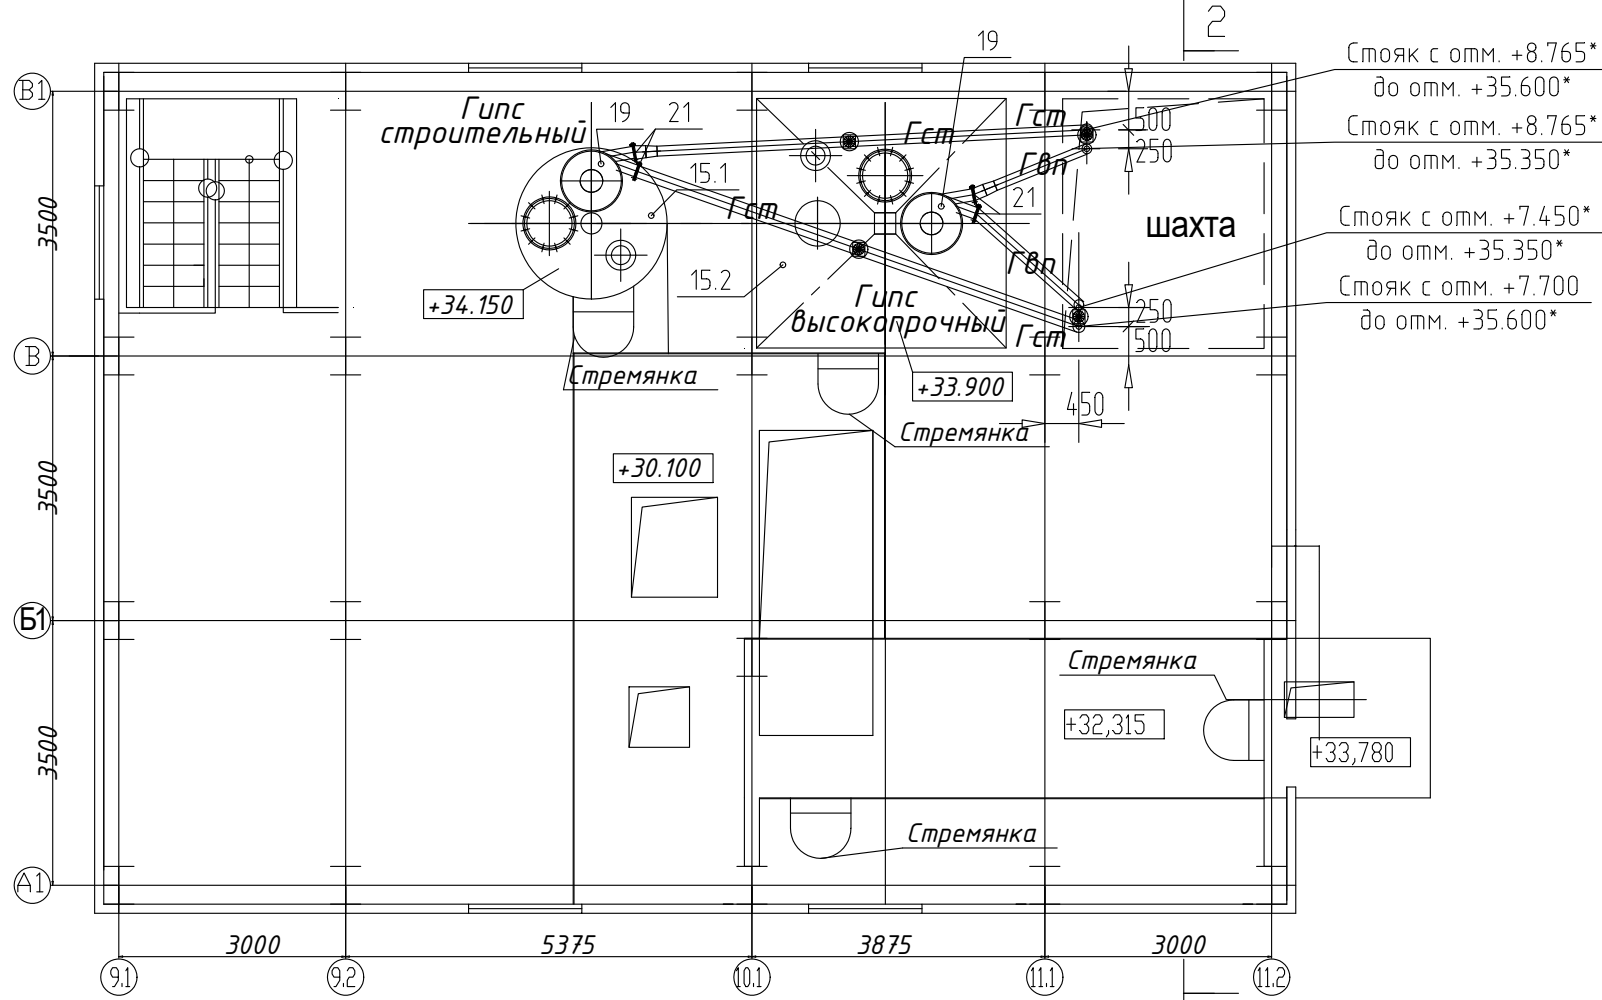 2
19
Стояк с отм. +8.765*
до отм. +35.600*
В1
Гипс
строительный
19
21
Гст
Гст
500
250
Стояк с отм. +8.765*
до отм. +35.350*
Гвп
15.1
Гст
21
3500
шахта
Стояк с отм. +7.450*
до отм. +35.350*
Гвп
15.2
+34.150
Гипс
высокопрочный
Гст
250
500
Стояк с отм. +7.700
до отм. +35.600*
В
Стремянка
+33.900
450
Стремянка
3500
+30.100
Б1
Стремянка
+32,315
+33,780
3500
Стремянка
А1
3000
5375
3875
3000
9.1
9.2
10.1
11.1
11.2